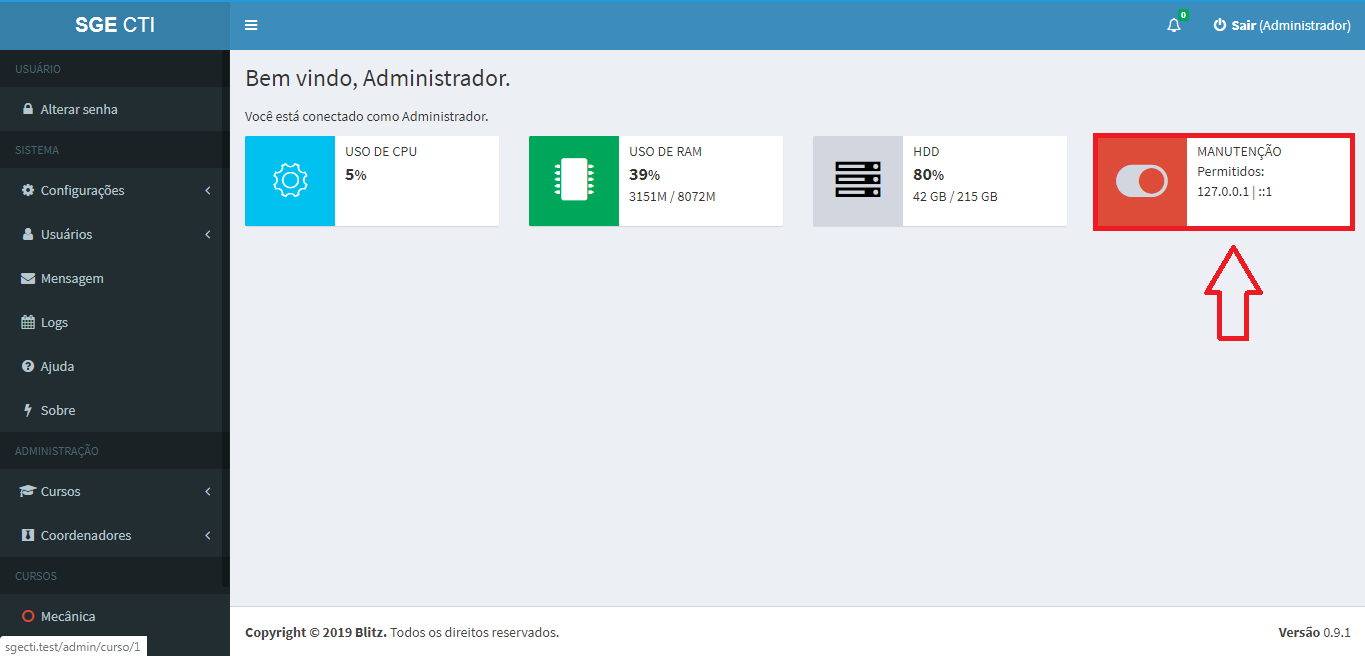 SGE CTI
0
Sair (Administrador)
USUÁRIO
Alterar senha
SISTEMA
Configurações
Usuários
Mensagem
Logs
Ajuda
Sobre
ADMINISTRAÇÃO
Cursos
Coordenadores
CURSOS
Mecânica
sgecti.test/admin/curso/1
Bem vindo, Administrador.
Você está conectado como Administrador.
USO DE CPU
5%
USO DE RAM
39%
3151M / 8072M
HDD
80%
42 GB / 215 GB
MANUTENÇÃO
Permitidos:
127.0.0.1 | ::1
Copyright © 2019 Blitz. Todos os direitos reservados.
Versão 0.9.1